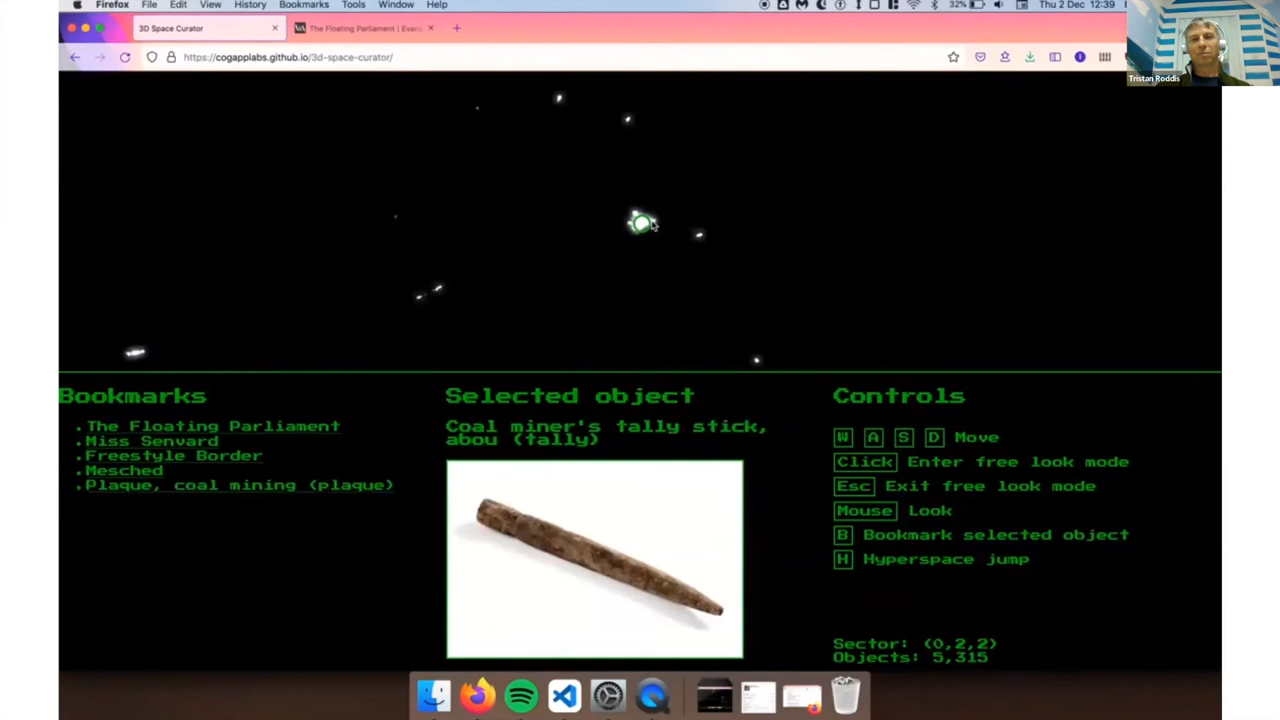 Firefox File Edit View History Bookmarks Tools Window Help
32% Thu 2 Dec 12:39
3D Space Curator
The Floating Parliament | Evans
https://cogapplabs.github.io/3d-space-curator/
Tristan Roddis
Bookmarks
.The Floating Parliament
.Miss Senvard
.Freestyle Border
.Mesched
.Plaque, coal mining (plaque)
Selected object
Coal miner's tally stick,
abou (tally)
Controls
W A S D Move
Click Enter free look mode
Esc Exit free look mode
Mouse Look
B Bookmark selected object
H Hyperspace jump
Sector: (0,2,2)
Objects: 5,315